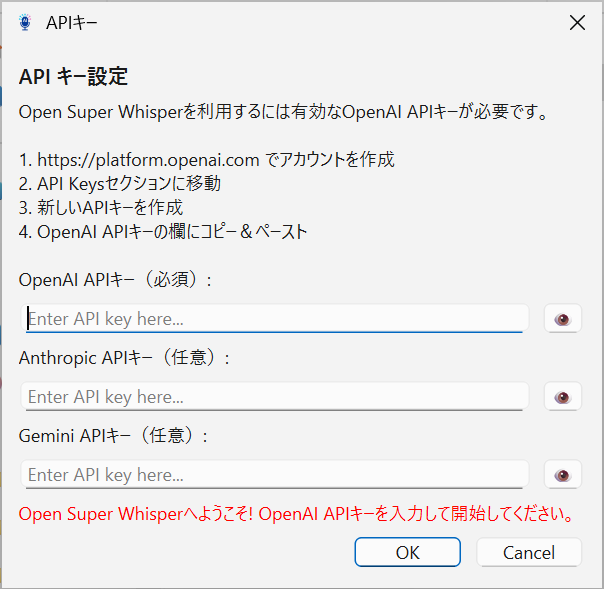 APIキー
API キー設定
Open Super Whisperを利用するには有効なOpenAI APIキーが必要です。
1. https://platform.openai.com でアカウントを作成
2. API Keysセクションに移動
3. 新しいAPIキーを作成
4. OpenAI APIキーの欄にコピー＆ペースト
OpenAI APIキー（必須）:
Enter API key here...
Anthropic APIキー（任意）:
Enter API key here...
Gemini APIキー（任意）:
Enter API key here...
Open Super Whisperへようこそ! OpenAI APIキーを入力して開始してください。
OK
Cancel